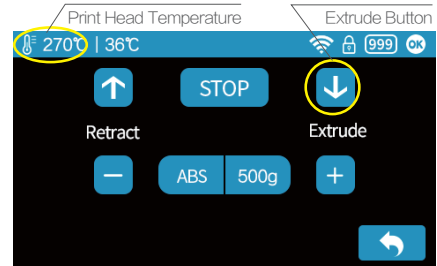 Print Head Temperature Extrude Button
270℃ | 36℃ 999 OK
STOP
Retract Extrude
ABS 500g